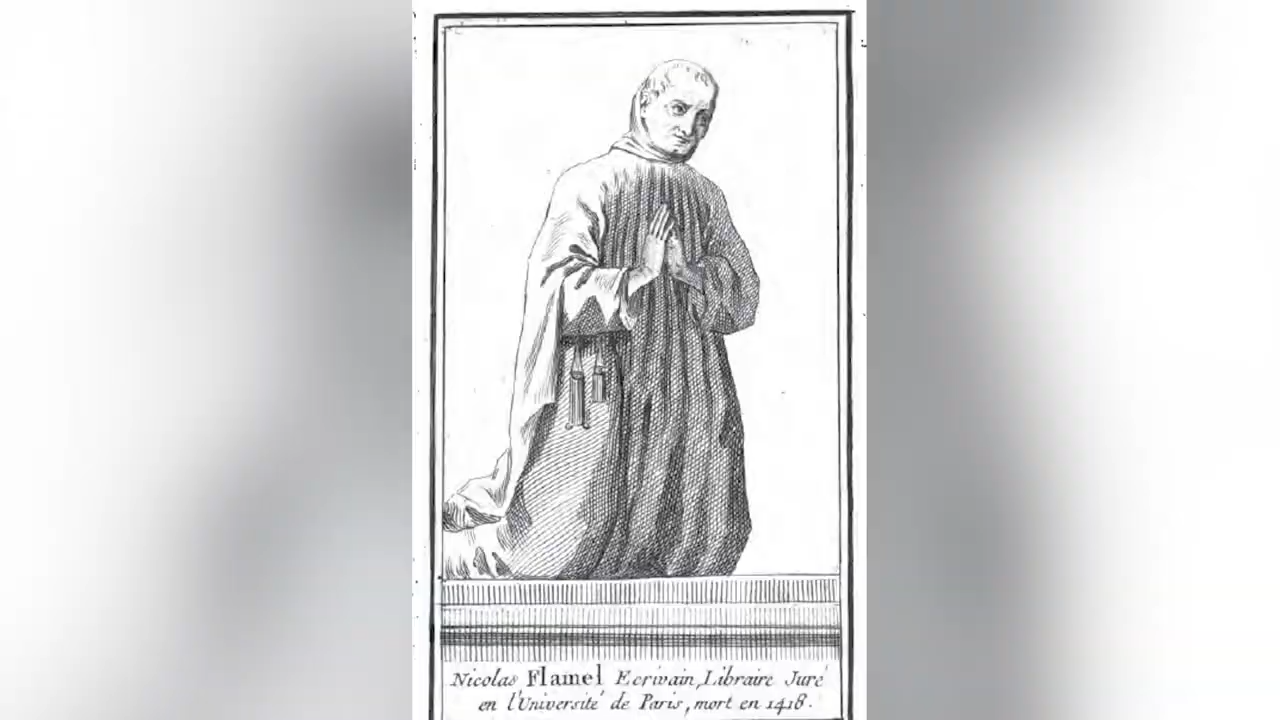 Nicolas Flamel Ecrivain, Libraire Juré
en l'Université de Paris, mort en 1418.